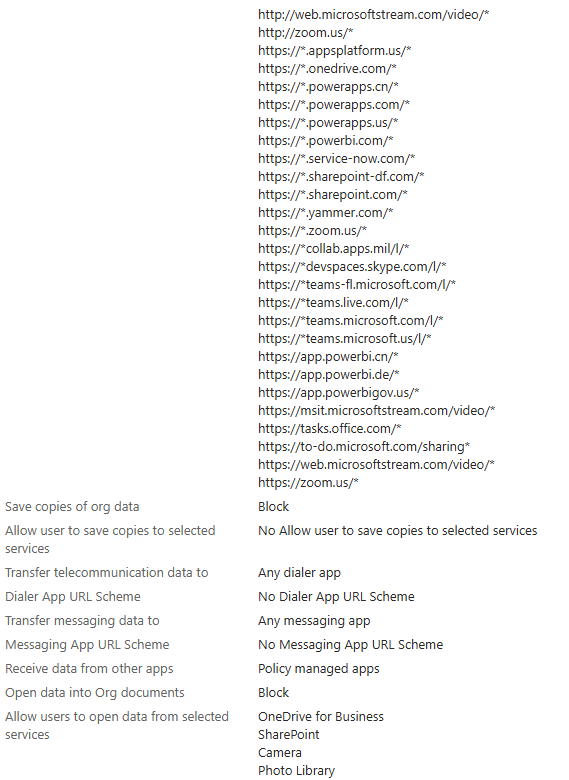 http://web.microsoftstream.com/video/*
http://zoom.us/*
https://*.appsplatform.us/*
https://*.onedrive.com/*
https://*.powerapps.cn/*
https://*.powerapps.com/*
https://*.powerapps.us/*
https://*.powerbi.com/*
https://*.service-now.com/*
https://*.sharepoint-df.com/*
https://*.sharepoint.com/*
https://*.yammer.com/*
https://*.zoom.us/*
https://*collab.apps.mil/l/*
https://*devspaces.skype.com/l/*
https://*teams-fl.microsoft.com/l/*
https://*teams.live.com/l/*
https://*teams.microsoft.com/l/*
https://*teams.microsoft.us/l/*
https://app.powerbi.cn/*
https://app.powerbi.de/*
https://app.powerbigov.us/*
https://msit.microsoftstream.com/video/*
https://tasks.office.com/*
https://to-do.microsoft.com/sharing*
https://web.microsoftstream.com/video/*
https://zoom.us/*
Save copies of org data Block
Allow user to save copies to selected No Allow user to save copies to selected services
services
Transfer telecommunication data to Any dialer app
Dialer App URL Scheme No Dialer App URL Scheme
Transfer messaging data to Any messaging app
Messaging App URL Scheme No Messaging App URL Scheme
Receive data from other apps Policy managed apps
Open data into Org documents Block
Allow users to open data from selected OneDrive for Business
services SharePoint
Camera
Photo Library